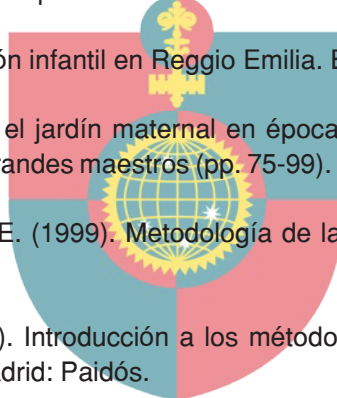 ón infantil en Reggio Emilia.
el jardín maternal en época
randes maestros (pp. 75-99).
E. (1999). Metodología de la
). Introducción a los método
drid: Paidós.